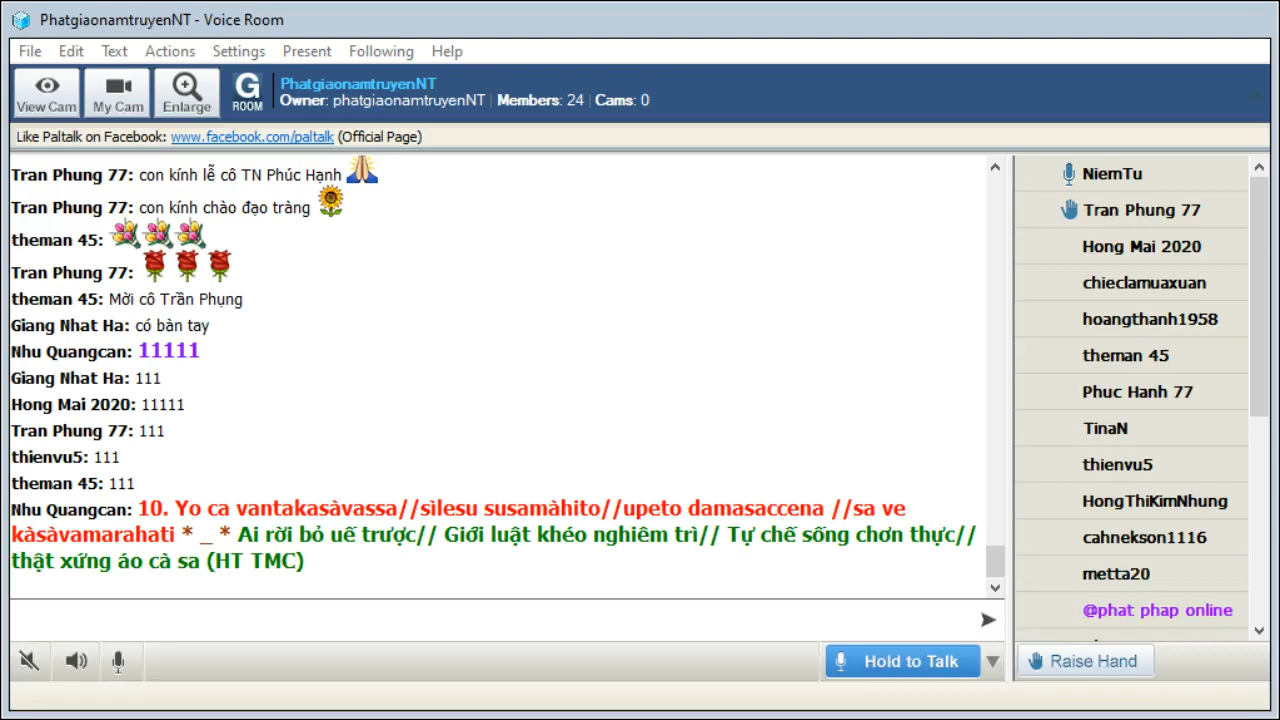 PhatgiaonamtruyenNT - Voice Room
File Edit Text Actions Settings Present Following Help
View Cam My Cam Enlarge G ROOM
PhatgiaonamtruyenNT
Owner: phatgiaonamtruyenNT | Members: 24 | Cams: 0
Like Paltalk on Facebook: www.facebook.com/paltalk (Official Page)
Tran Phung 77: con kính lễ cô TN Phúc Hạnh
Tran Phung 77: con kính chào đạo tràng
theman 45:
Tran Phung 77:
theman 45: Mời cô Trần Phụng
Giang Nhat Ha: có bàn tay
Nhu Quangcan: 11111
Giang Nhat Ha: 111
Hong Mai 2020: 11111
Tran Phung 77: 111
thienvu5: 111
theman 45: 111
Nhu Quangcan: 10. Yo ca vantakasàvassa//sìlesu susamàhito//upeto damasaccena //sa ve
kàsàvamarahati * _ * Ai rời bỏ uế trược// Giới luật khéo nghiêm trì// Tự chế sống chơn thực//
thật xứng áo cà sa (HT TMC)
NiemTu
Tran Phung 77
Hong Mai 2020
chieclamuaxuan
hoangthanh1958
theman 45
Phuc Hanh 77
TinaN
thienvu5
HongThiKimNhung
cahnekson1116
metta20
@phat phap online
Hold to Talk
Raise Hand